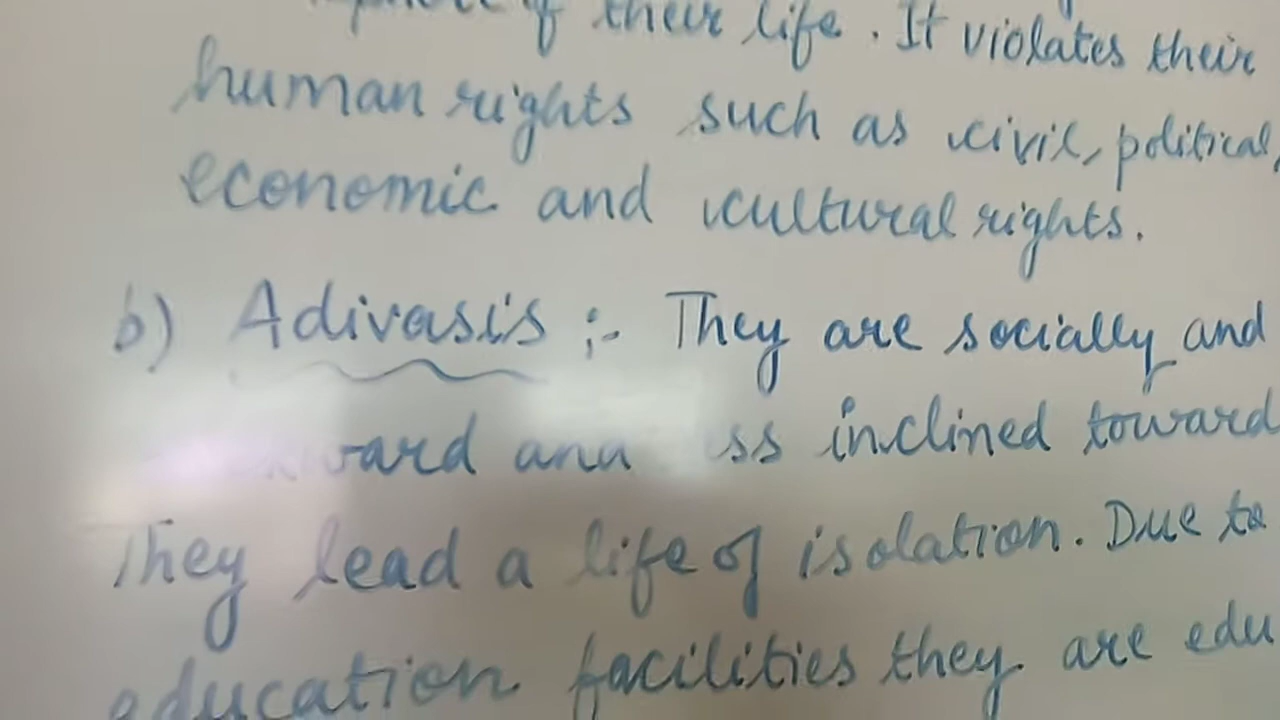 of their life. It violates their
human rights such as civil, political,
economic and cultural rights.
b) Adivasis :- They are socially and
and inclined toward
They lead a life of isolation. Due to
education facilities they are edu